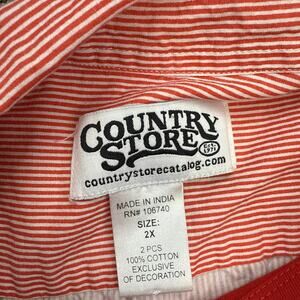 COUNTRY
STORE
EST. 1971
countrystorecatalog.com
MADE IN INDIA
RN# 106740
SIZE:
2X
2 PCS
100% COTTON
EXCLUSIVE
OF DECORATION